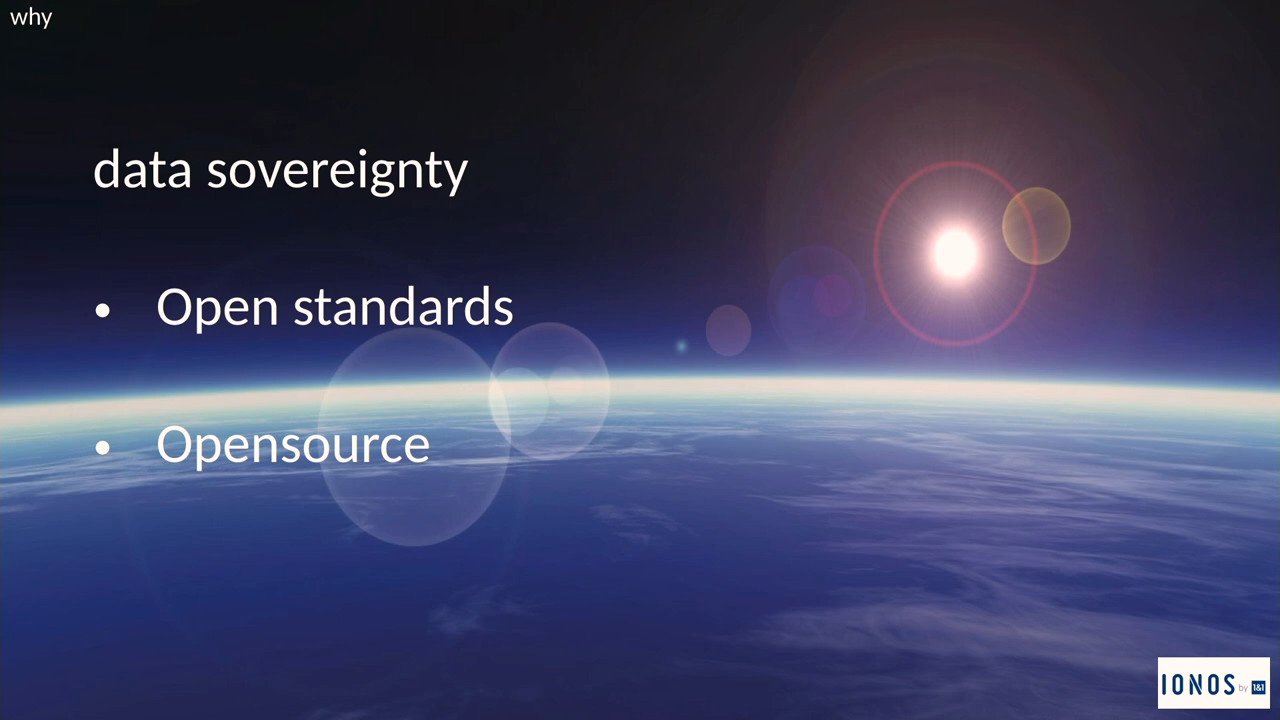 why
data sovereignty
• Open standards
• Opensource
IONOS by 1&1